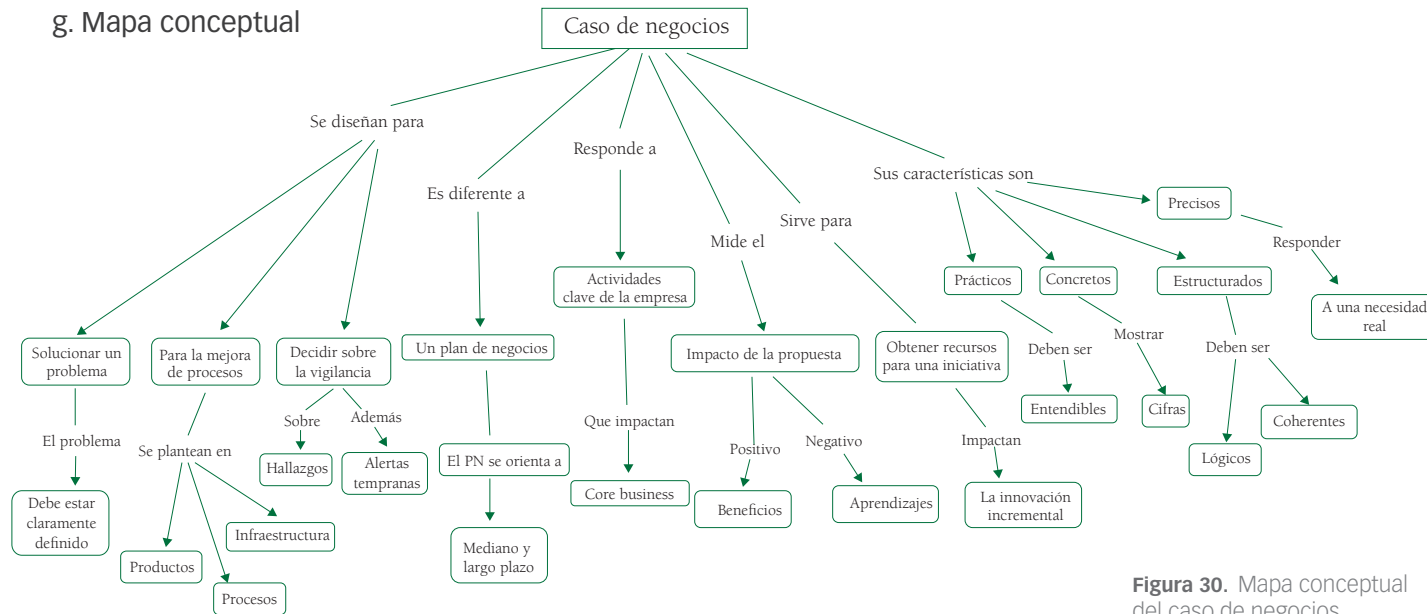 g. Mapa conceptual
Caso de negocios
Se diseñan para
Responde a
Es diferente a
Sus características son
Mide el
Sirve para
Precisos
Responder
Prácticos
Concretos
Estructurados
Actividades
clave de la empresa
A una necesidad
real
Solucionar un
problema
Para la mejora
de procesos
Decidir sobre
la vigilancia
Un plan de negocios
Impacto de la propuesta
Obtener recursos
para una iniciativa
Deben ser
Mostrar
Deben ser
Sobre
Además
Que impactan
Entendibles
Cifras
Coherentes
El problema
Se plantean en
Hallazgos
Alertas
tempranas
El PN se orienta a
Positivo
Negativo
Impactan
Lógicos
Debe estar
claramente
definido
Infraestructura
Core business
Beneficios
Aprendizajes
La innovación
incremental
Productos
Procesos
Mediano y
largo plazo
Figura 30. Mapa conceptual
del caso de negocios